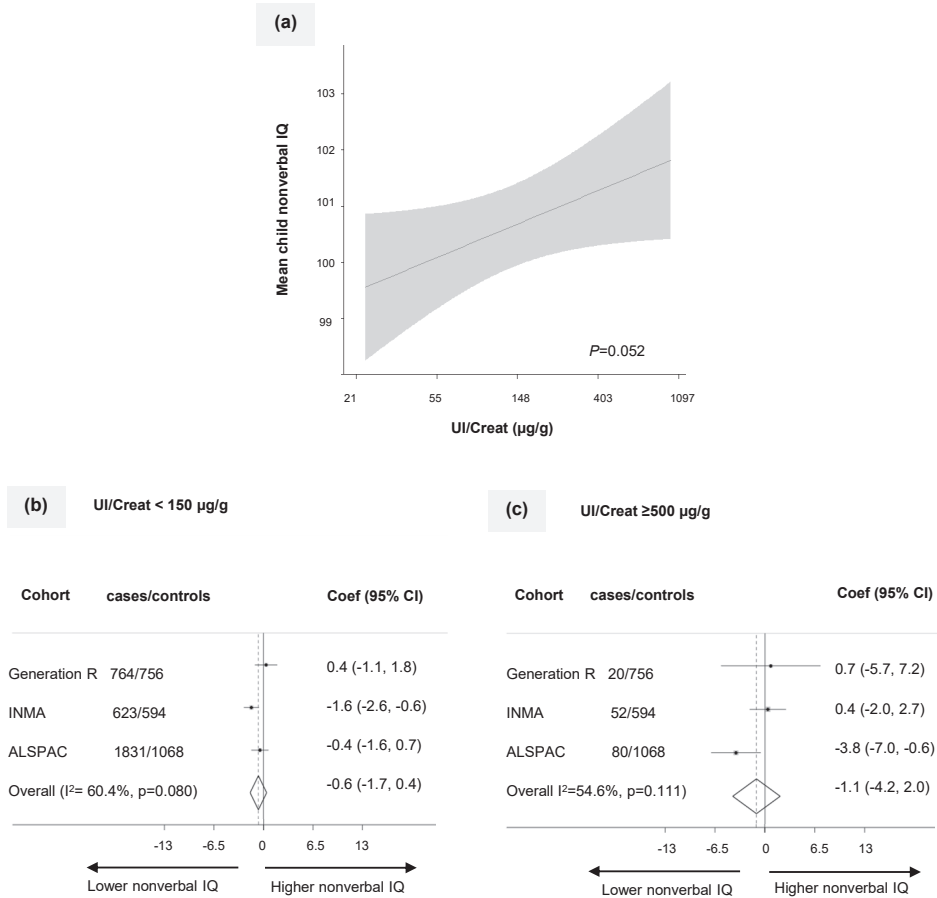 (a)
Mean child nonverbal IQ
103
102
101
100
99
P=0.052
21 55 148 403 1097
UI/Creat (µg/g)
(b) UI/Creat < 150 µg/g
Cohort cases/controls Coef (95% CI)
Generation R 764/756 0.4 (-1.1, 1.8)
INMA 623/594 -1.6 (-2.6, -0.6)
ALSPAC 1831/1068 -0.4 (-1.6, 0.7)
Overall (I²= 60.4%, p=0.080) -0.6 (-1.7, 0.4)
-13 -6.5 0 6.5 13
Lower nonverbal IQ Higher nonverbal IQ
(c) UI/Creat ≥500 µg/g
Cohort cases/controls Coef (95% CI)
Generation R 20/756 0.7 (-5.7, 7.2)
INMA 52/594 0.4 (-2.0, 2.7)
ALSPAC 80/1068 -3.8 (-7.0, -0.6)
Overall I²=54.6%, p=0.111) -1.1 (-4.2, 2.0)
-13 -6.5 0 6.5 13
Lower nonverbal IQ Higher nonverbal IQ